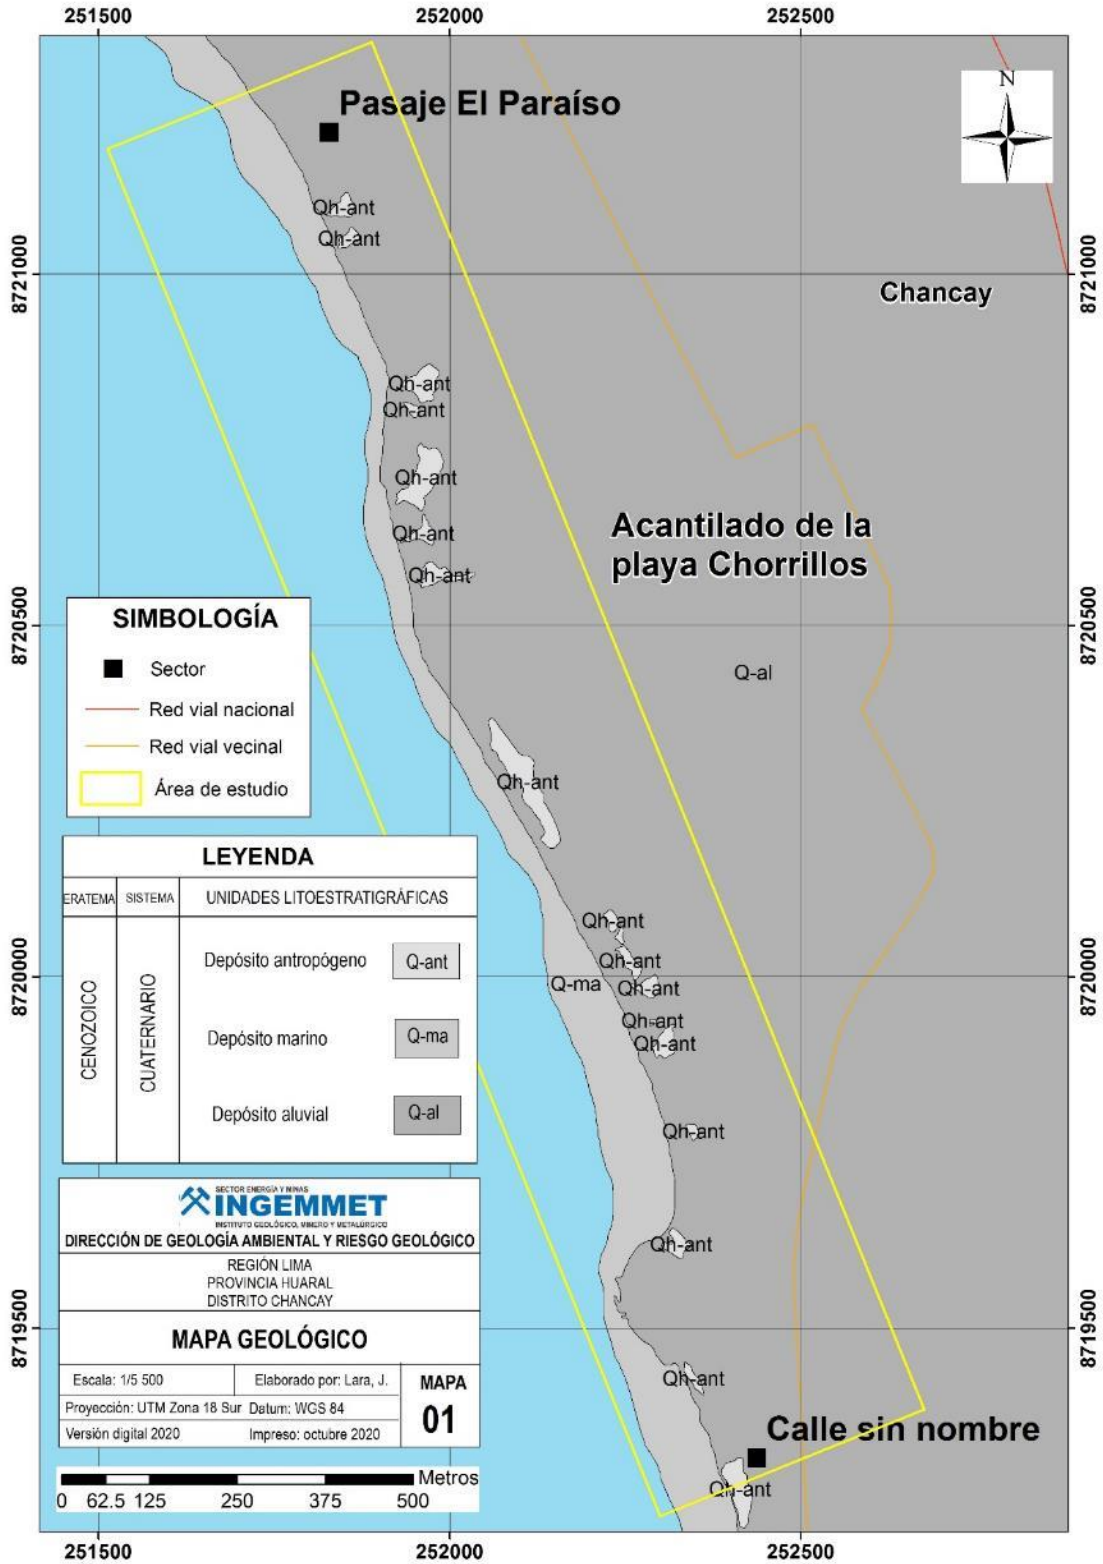 251500 252000 252500
N
Pasaje El Paraíso
Qh-ant
Qh-ant
8721000 8721000
Chancay
Qh-ant
Qh-ant
Qh-ant
Acantilado de la
playa Chorrillos
Qh-ant
Qh-ant
8720500 8720500
Q-al
SIMBOLOGÍA
Sector
Red vial nacional
Red vial vecinal
Área de estudio
Qh-ant
LEYENDA
ERATEMA SISTEMA UNIDADES LITOESTRATIGRÁFICAS
CENOZOICO
CUATERNARIO
Depósito antropógeno Q-ant
Depósito marino Q-ma
Depósito aluvial Q-al
Qh-ant
Qh-ant
8720000 8720000
Q-ma
Qh-ant
Qh-ant
Qh-ant
Qh-ant
Qh-ant
SECTOR ENERGÍA Y MINAS
INGEMMET
INSTITUTO GEOLÓGICO, MINERO Y METALÚRGICO
DIRECCIÓN DE GEOLOGÍA AMBIENTAL Y RIESGO GEOLÓGICO
REGIÓN LIMA
PROVINCIA HUARAL
DISTRITO CHANCAY
MAPA GEOLÓGICO
Escala: 1/5 500 Elaborado por: Lara, J.
Proyección: UTM Zona 18 Sur Datum: WGS 84
Versión digital 2020 Impreso: octubre 2020
MAPA
01
8719500 8719500
Qh-ant
Calle sin nombre
Qh-ant
Metros
0 62.5 125 250 375 500
251500 252000 252500